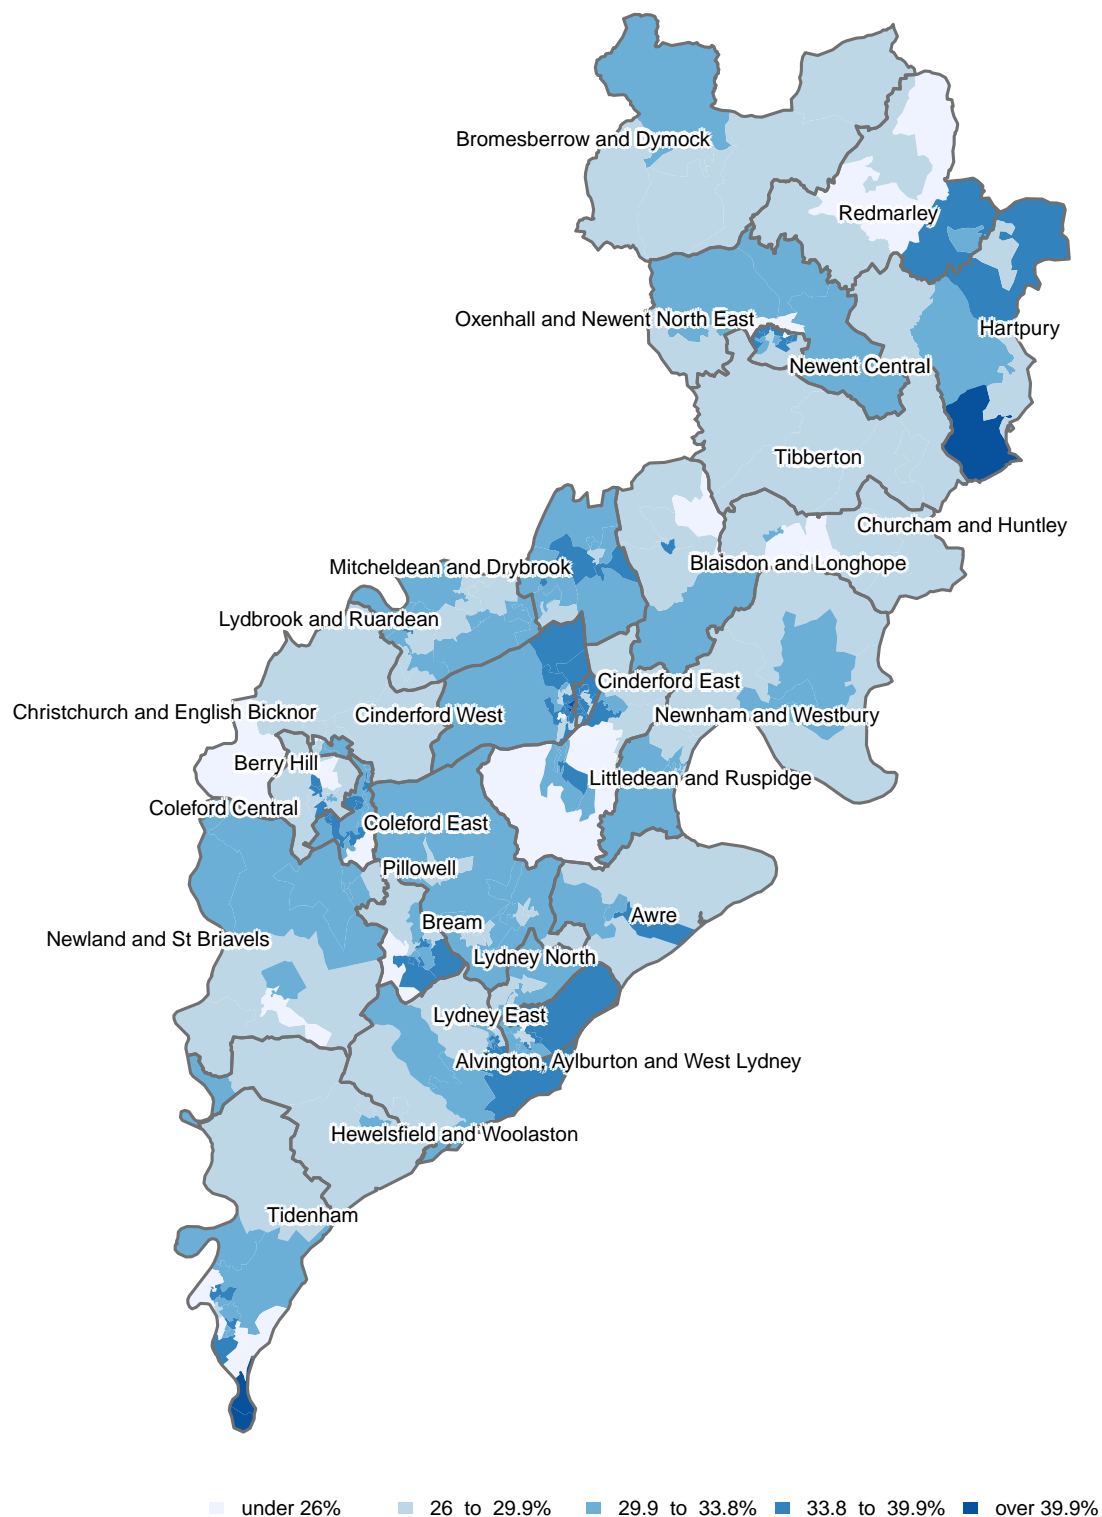 Bromesberrow and Dymock
Redmarley
Oxenhall and Newent North East
Hartpury
Newent Central
Tibberton
Churcham and Huntley
Blaisdon and Longhope
Mitcheldean and Drybrook
Lydbrook and Ruardean
Cinderford East
Christchurch and English Bicknor
Cinderford West
Newnham and Westbury
Berry Hill
Littledean and Ruspidge
Coleford Central
Coleford East
Pillowell
Awre
Bream
Newland and St Briavels
Lydney North
Lydney East
Alvington, Aylburton and West Lydney
Hewelsfield and Woolaston
Tidenham
under 26% 26 to 29.9% 29.9 to 33.8% 33.8 to 39.9% over 39.9%